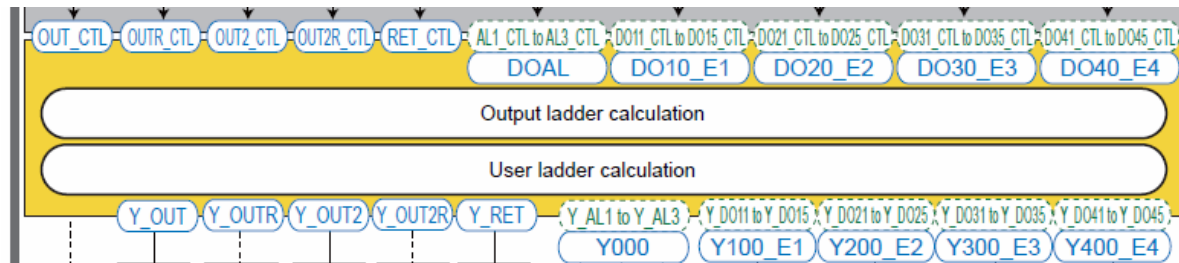 OUT_CTL OUTR_CTL OUT2_CTL OUT2R_CTL RET_CTL AL1_CTL to AL3_CTL DO11_CTL to DO15_CTL DO21_CTL to DO25_CTL DO31_CTL to DO35_CTL DO41_CTL to DO45_CTL
DOAL DO10_E1 DO20_E2 DO30_E3 DO40_E4
Output ladder calculation
User ladder calculation
Y_OUT Y_OUTR Y_OUT2 Y_OUT2R Y_RET Y_AL1 to Y_AL3 Y_DO11 to Y_DO15 Y_DO21 to Y_DO25 Y_DO31 to Y_DO35 Y_DO41 to Y_DO45
Y000 Y100_E1 Y200_E2 Y300_E3 Y400_E4